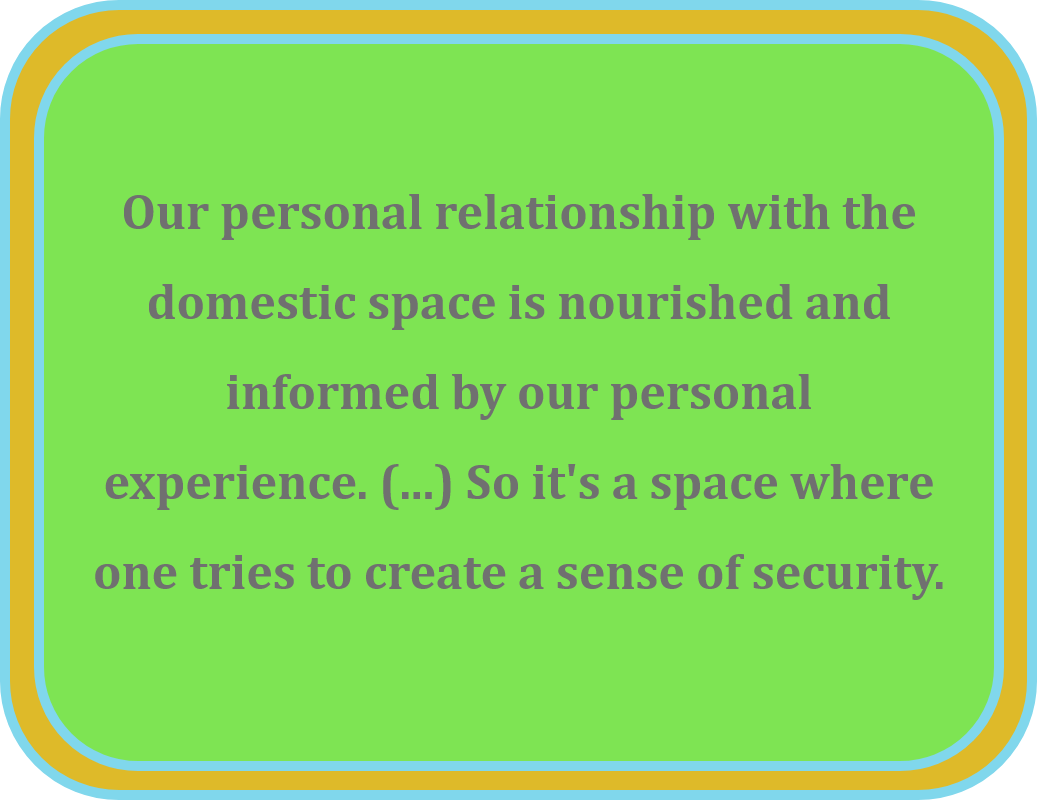 Our personal relationship with the
domestic space is nourished and
informed by our personal
experience. (...) So it's a space where
one tries to create a sense of security.